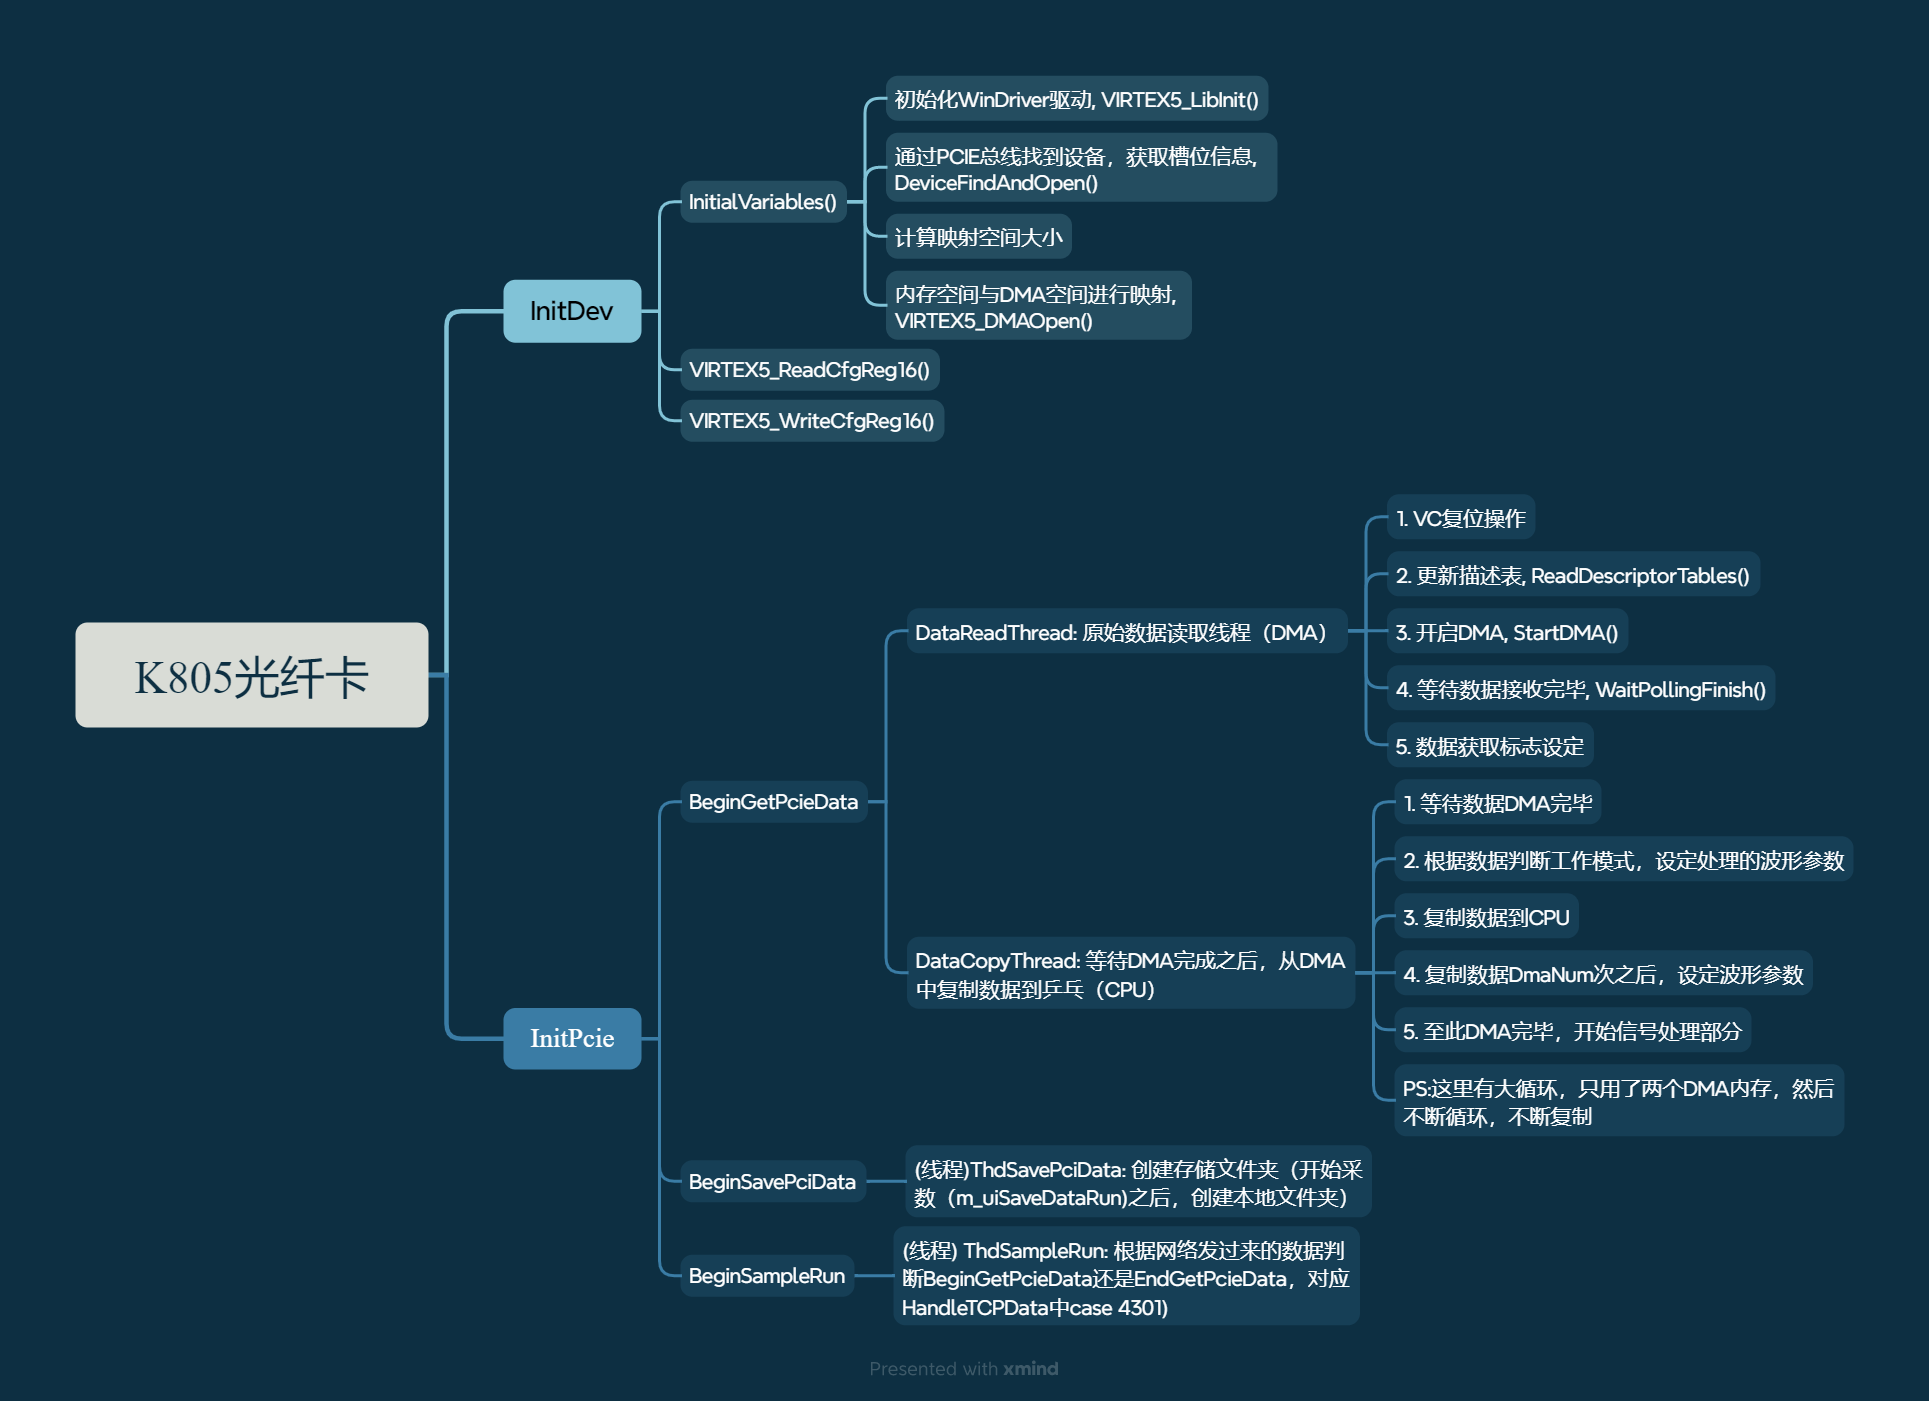 K805光纤卡
InitDev
InitialVariables()
初始化WinDriver驱动, VIRTEX5_LibInit()
通过PCIE总线找到设备，获取槽位信息,
DeviceFindAndOpen()
计算映射空间大小
内存空间与DMA空间进行映射,
VIRTEX5_DMAOpen()
VIRTEX5_ReadCfgReg16()
VIRTEX5_WriteCfgReg16()
InitPcie
BeginGetPcieData
DataReadThread: 原始数据读取线程（DMA）
1. VC复位操作
2. 更新描述表, ReadDescriptorTables()
3. 开启DMA, StartDMA()
4. 等待数据接收完毕, WaitPollingFinish()
5. 数据获取标志设定
DataCopyThread: 等待DMA完成之后，从DMA
中复制数据到乒乓（CPU）
1. 等待数据DMA完毕
2. 根据数据判断工作模式，设定处理的波形参数
3. 复制数据到CPU
4. 复制数据DmaNum次之后，设定波形参数
5. 至此DMA完毕，开始信号处理部分
PS:这里有大循环，只用了两个DMA内存，然后
不断循环，不断复制
BeginSavePciData
(线程)ThdSavePciData: 创建存储文件夹（开始采
数（m_uiSaveDataRun)之后，创建本地文件夹）
BeginSampleRun
(线程) ThdSampleRun: 根据网络发过来的数据判
断BeginGetPcieData还是EndGetPcieData，对应
HandleTCPData中case 4301)
Presented with xmind